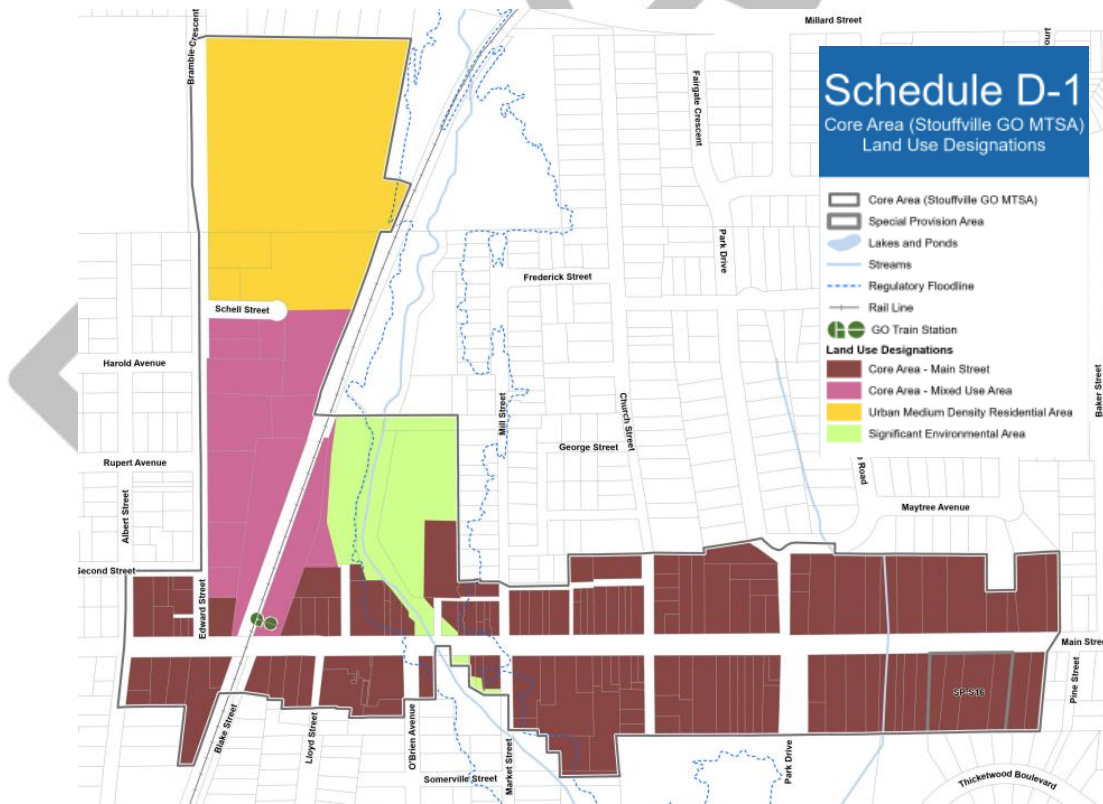 Millard Street
Bramble Crescent
Fairgate Crescent
Schedule D-1
Core Area (Stouffville GO MTSA)
Land Use Designations
Core Area (Stouffville GO MTSA)
Special Provision Area
Lakes and Ponds
Streams
Regulatory Floodline
Rail Line
GO Train Station
Land Use Designations
Core Area - Main Street
Core Area - Mixed Use Area
Urban Medium Density Residential Area
Significant Environmental Area
Park Drive
Frederick Street
Schell Street
Harold Avenue
Mill Street
Church Street
Baker Street
George Street
Rupert Avenue
Road
Albert Street
Maytree Avenue
Second Street
Edward Street
Main Stree
SP-S16
Pine Street
Blake Street
Lloyd Street
O'Brien Avenue
Market Street
Park Drive
Somerville Street
Thicketwood Boulevard